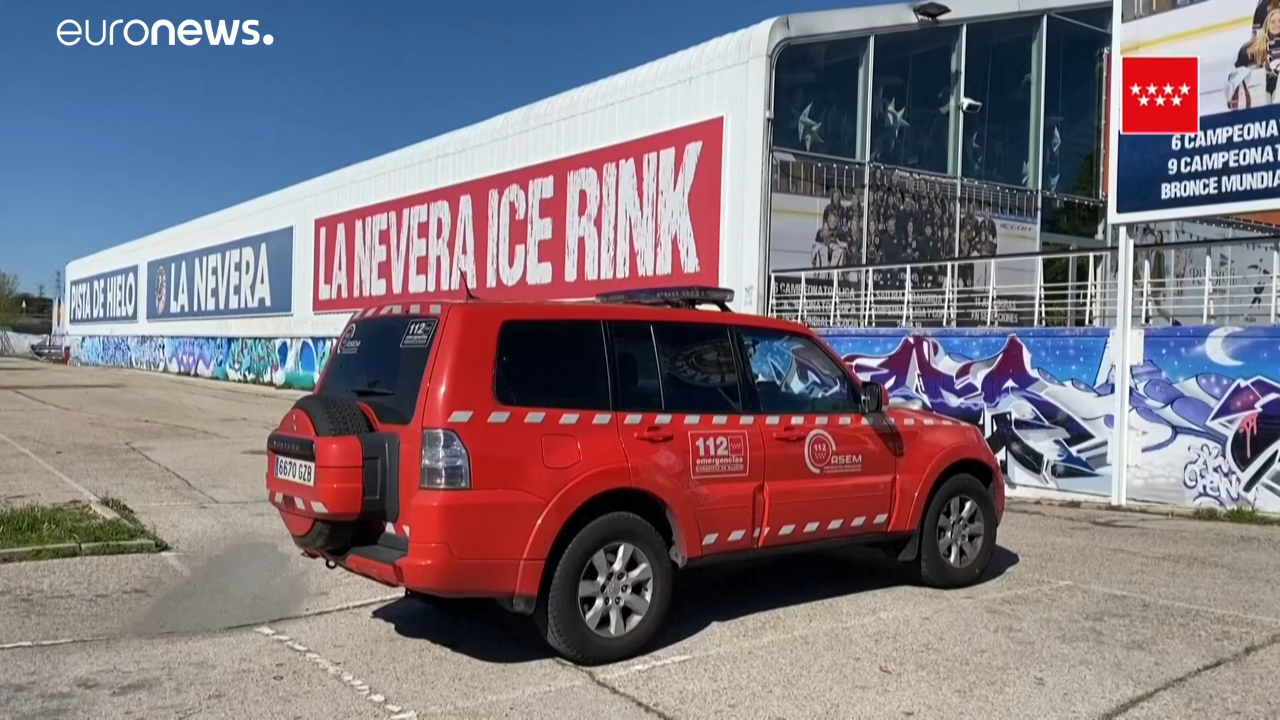 euronews.
6 CAMPEONA
9 CAMPEONAT
BRONCE MUNDIA
LA NEVERA ICE RINK
LA NEVERA
PISTA DE HIELO
112
112
emergencias
112
ASEM
6670 GZB